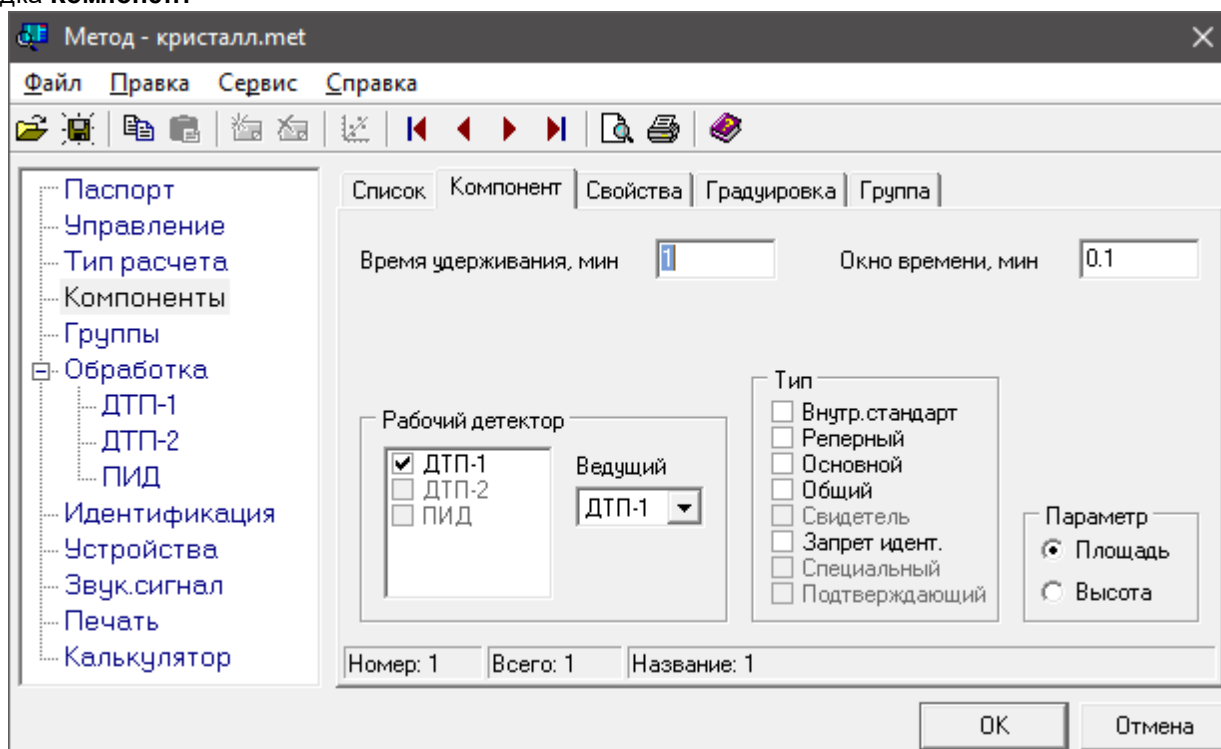 дка Компонент
Метод - кристалл.met
Файл Правка Сервис Справка
Паспорт
Управление
Тип расчета
Компоненты
Группы
Обработка
ДТП-1
ДТП-2
ПИД
Идентификация
Устройства
Звук.сигнал
Печать
Калькулятор
Список Компонент Свойства Градуировка Группа
Время удерживания, мин 1 Окно времени, мин 0.1
Рабочий детектор
ДТП-1
ДТП-2
ПИД
Ведущий
ДТП-1
Тип
Внутр.стандарт
Реперный
Основной
Общий
Свидетель
Запрет идент.
Специальный
Подтверждающий
Параметр
Площадь
Высота
Номер: 1 Всего: 1 Название: 1
OK Отмена